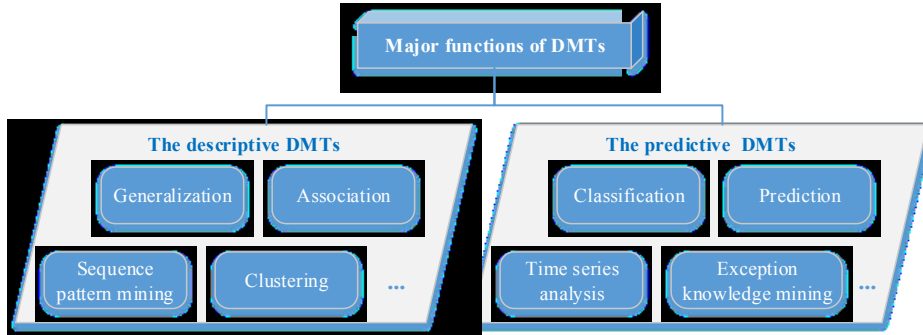 Major functions of DMTs
The descriptive DMTs
Generalization
Association
Sequence
pattern mining
Clustering
...
The predictive DMTs
Classification
Prediction
Time series
analysis
Exception
knowledge mining
...